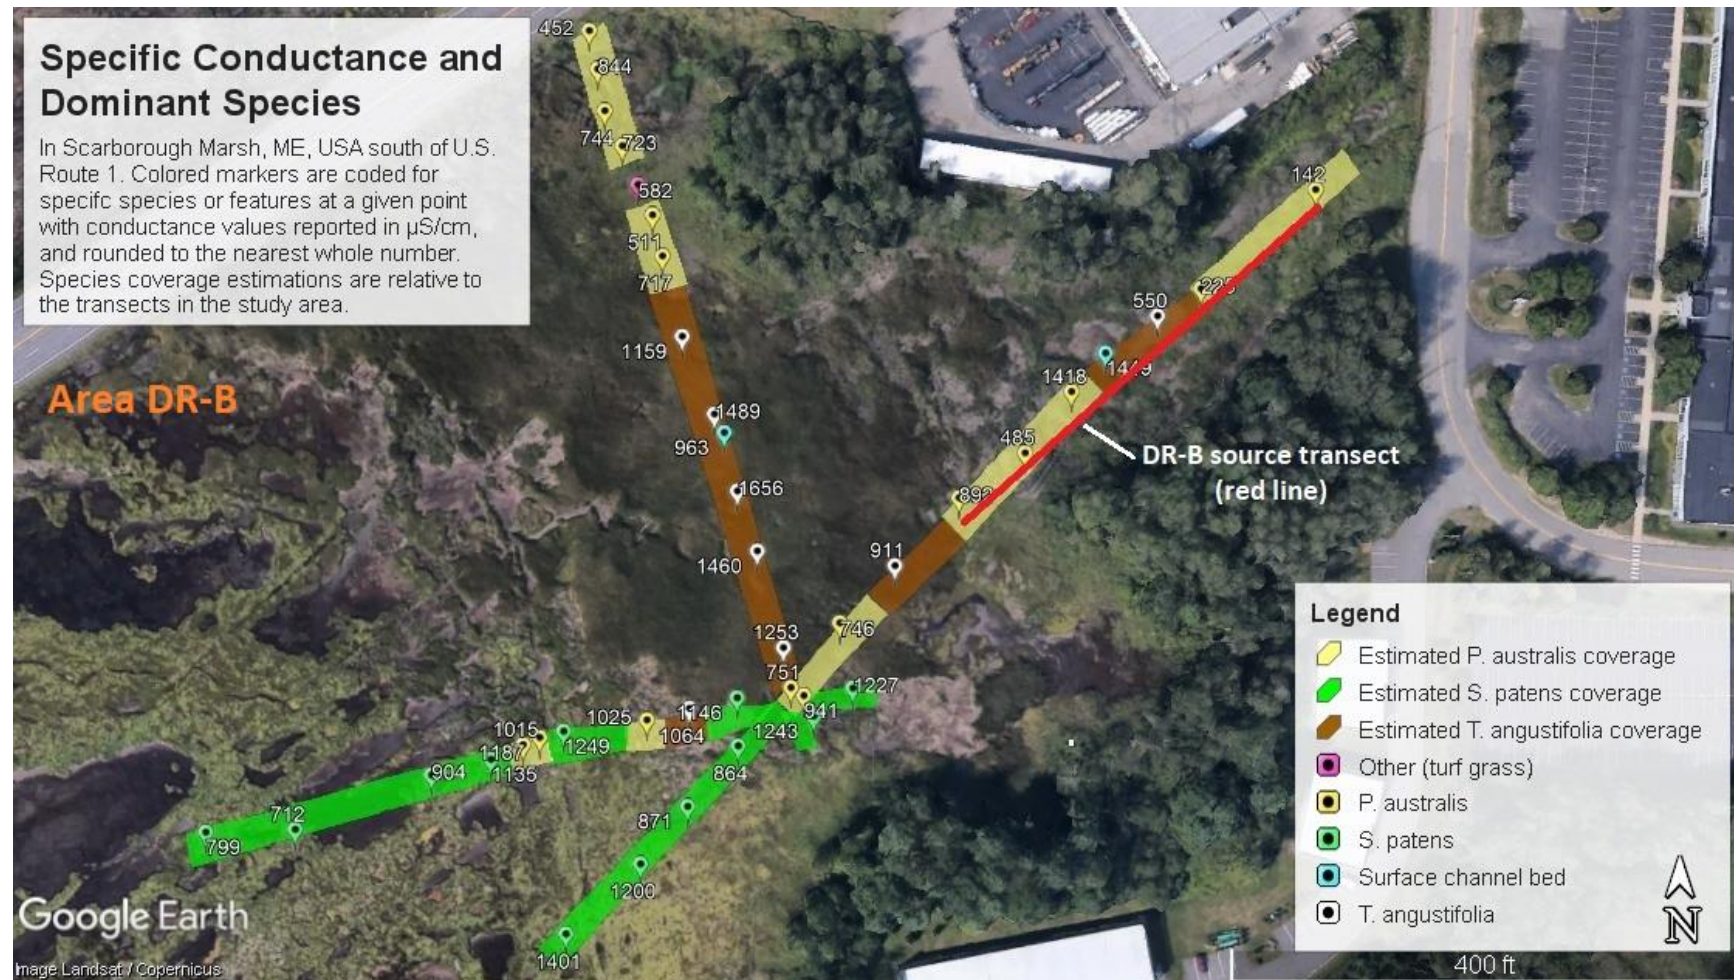 Specific Conductance and
Dominant Species
In Scarborough Marsh, ME, USA south of U.S.
Route 1. Colored markers are coded for
specifc species or features at a given point
with conductance values reported in µS/cm,
and rounded to the nearest whole number.
Species coverage estimations are relative to
the transects in the study area.
452
844
744
723
582
511
717
1159
1489
963
1656
1460
1253
751
142
225
550
1419
1418
485
892
911
746
Area DR-B
DR-B source transect
(red line)
1227
941
1243
1146
1064
1025
1015
1249
1187
1135
904
712
799
864
871
1200
1401
Legend
Estimated P. australis coverage
Estimated S. patens coverage
Estimated T. angustifolia coverage
Other (turf grass)
P. australis
S. patens
Surface channel bed
T. angustifolia
N
400 ft
Google Earth
Image Landsat / Copernicus